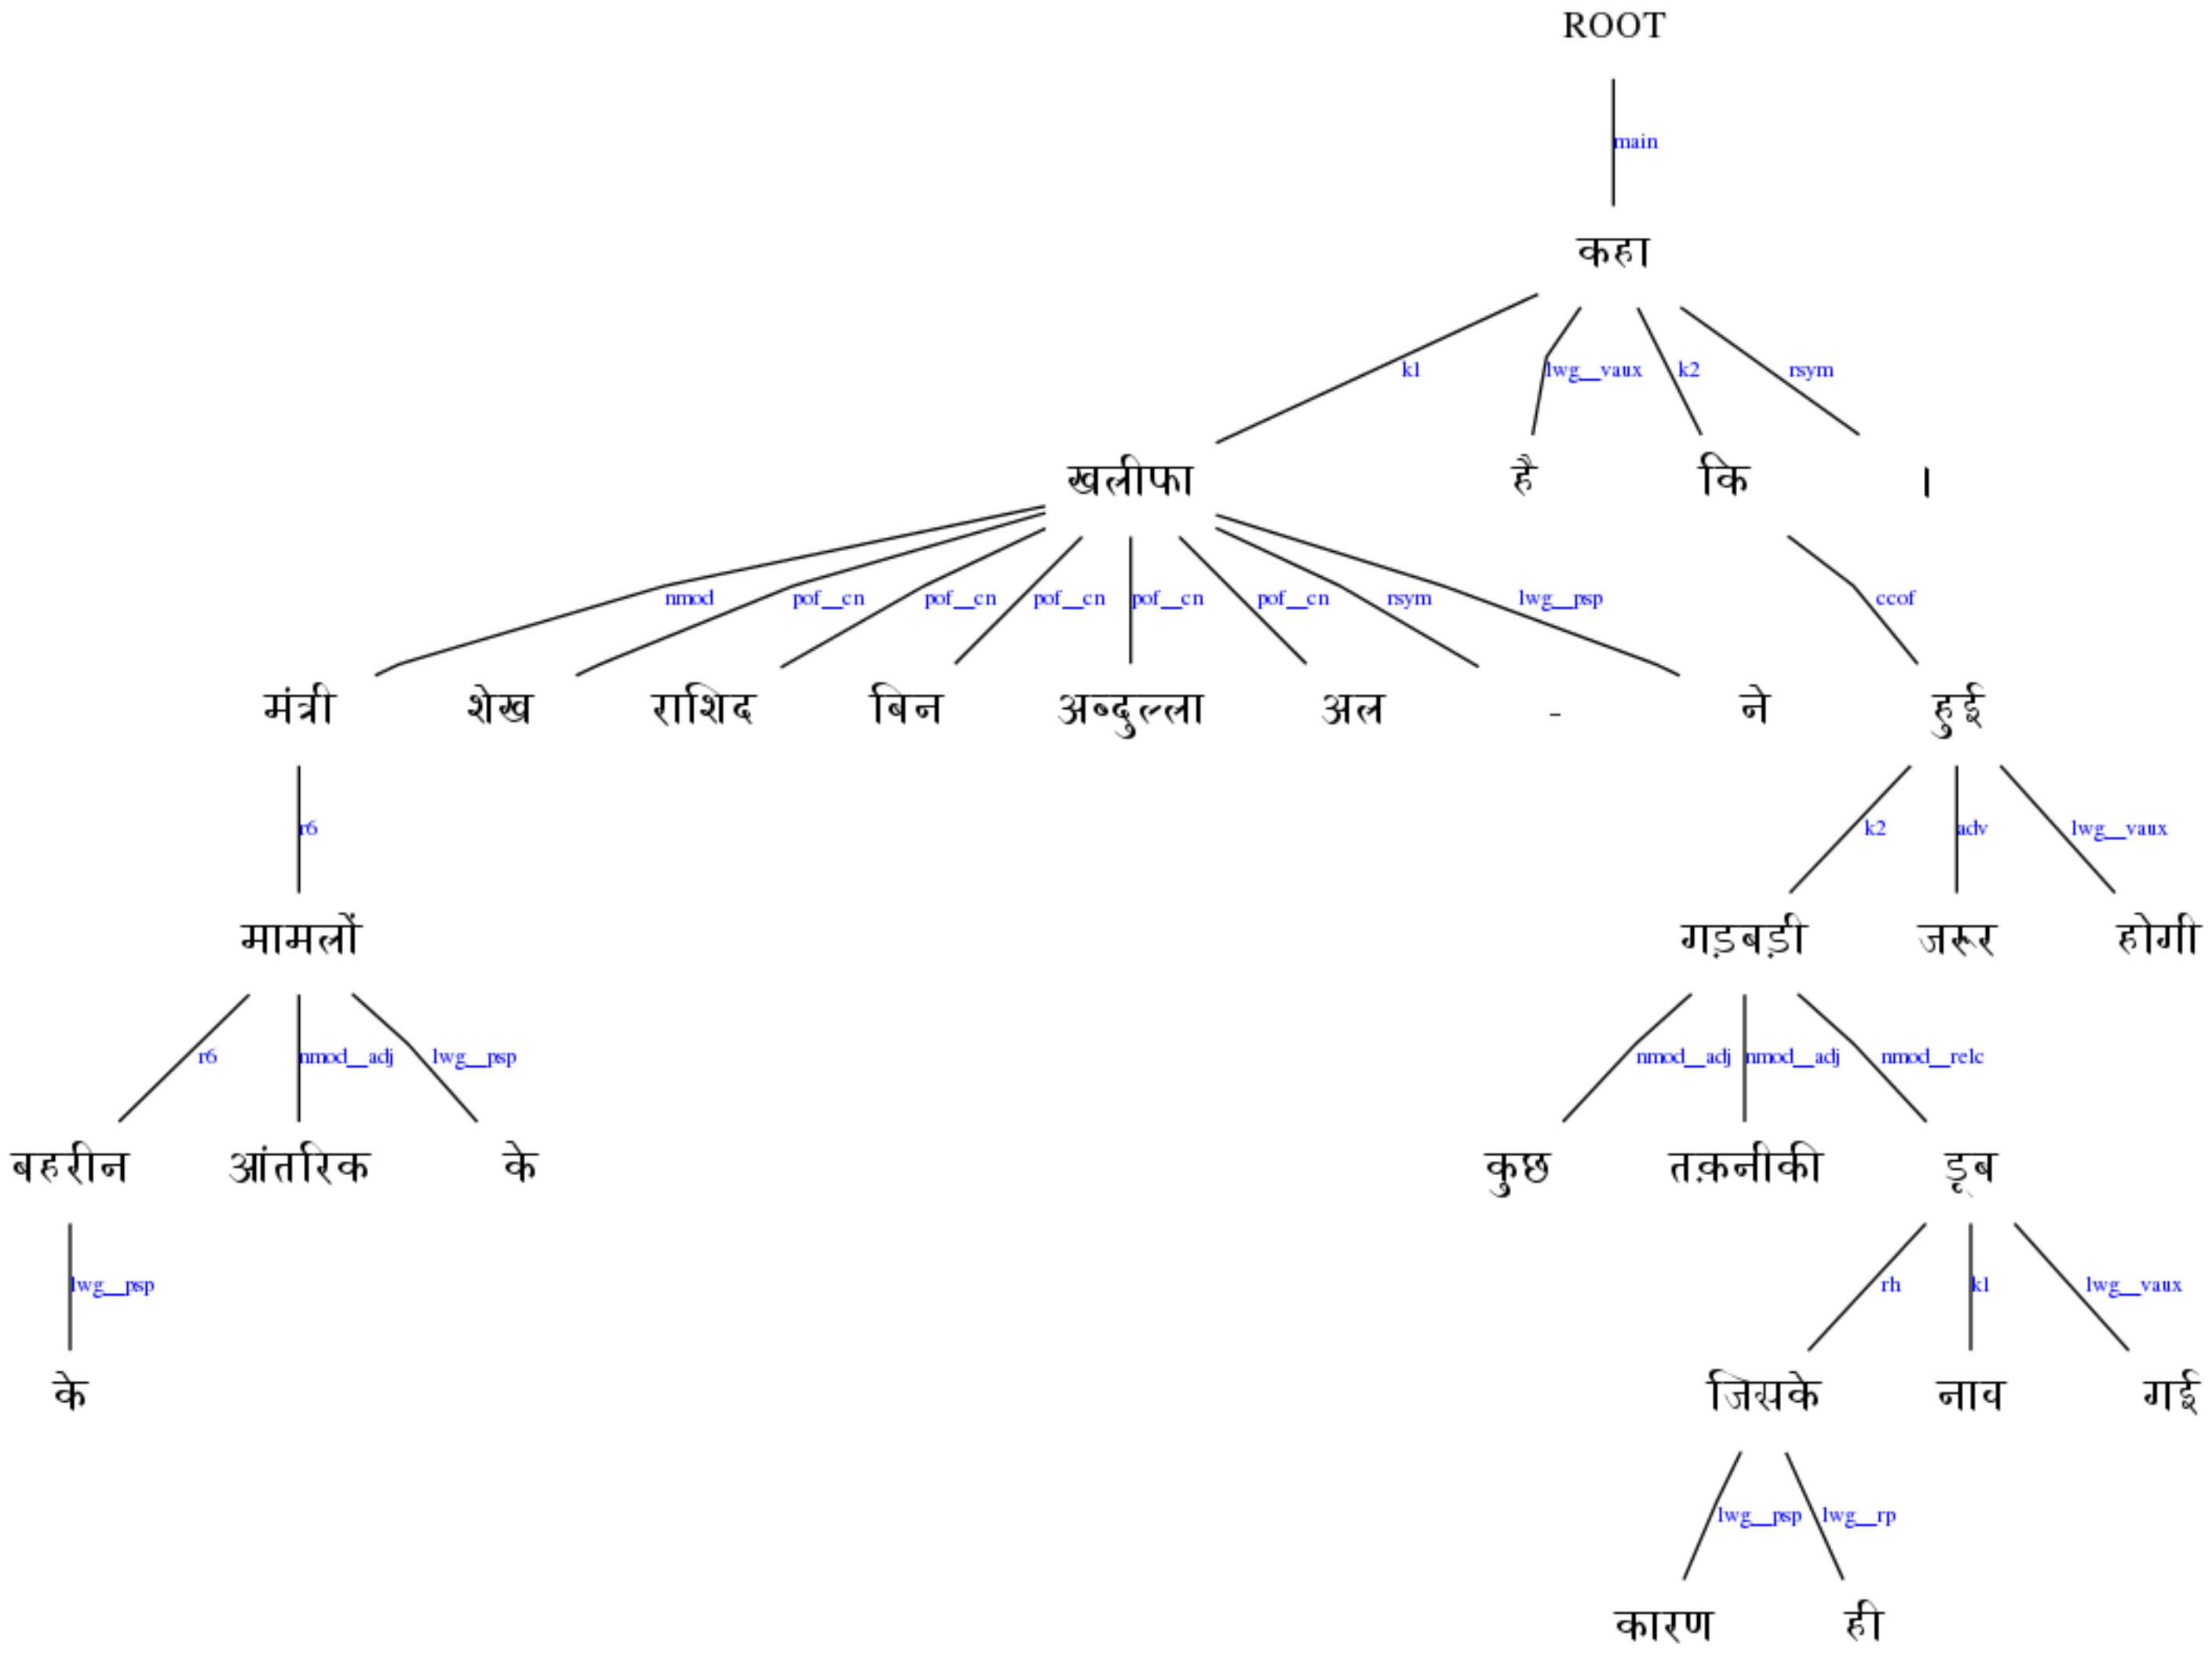 ROOT
main
कहा
k1 lwg__vaux k2 rsym
खलीफा है कि ।
nmod pof__cn pof__cn pof__cn pof__cn pof__cn rsym lwg__psp ccof
मंत्री शेख राशिद बिन अब्दुल्ला अल - ने हुई
r6 k2 adv lwg__vaux
मामलों गड़बड़ी जरूर होगी
r6 nmod__adj lwg__psp nmod__adj nmod__adj nmod__relc
बहरीन आंतरिक के कुछ तक़नीकी डूब
lwg__psp rh k1 lwg__vaux
के जिसके नाव गई
lwg__psp lwg__rp
कारण ही